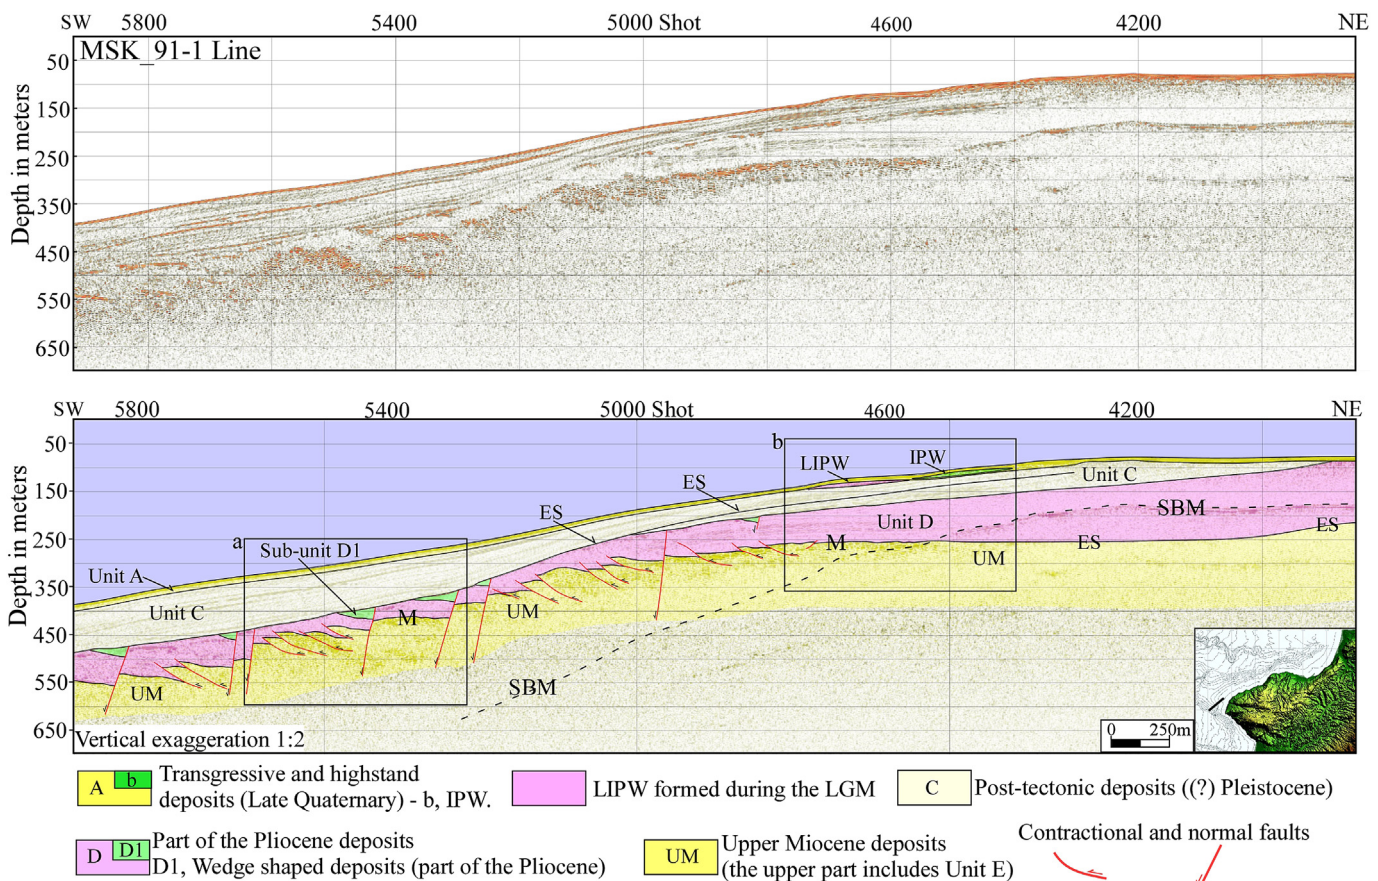 SW 5800 5400 5000 Shot 4600 4200 NE
MSK_91-1 Line
Depth in meters
50
150
250
350
450
550
650
SW 5800 5400 5000 Shot 4600 4200 NE
Depth in meters
50
150
250
350
450
550
650
b
LIPW
IPW
ES
Unit C
ES
SBM
Unit D
ES
a
Sub-unit D1
M
UM
ES
Unit A
Unit C
M
UM
UM
SBM
Vertical exaggeration 1:2
0 250m
A b Transgressive and highstand
deposits (Late Quaternary) - b, IPW.
LIPW formed during the LGM
C Post-tectonic deposits ((?) Pleistocene)
D D1 Part of the Pliocene deposits
D1, Wedge shaped deposits (part of the Pliocene)
UM Upper Miocene deposits
(the upper part includes Unit E)
Contractional and normal faults